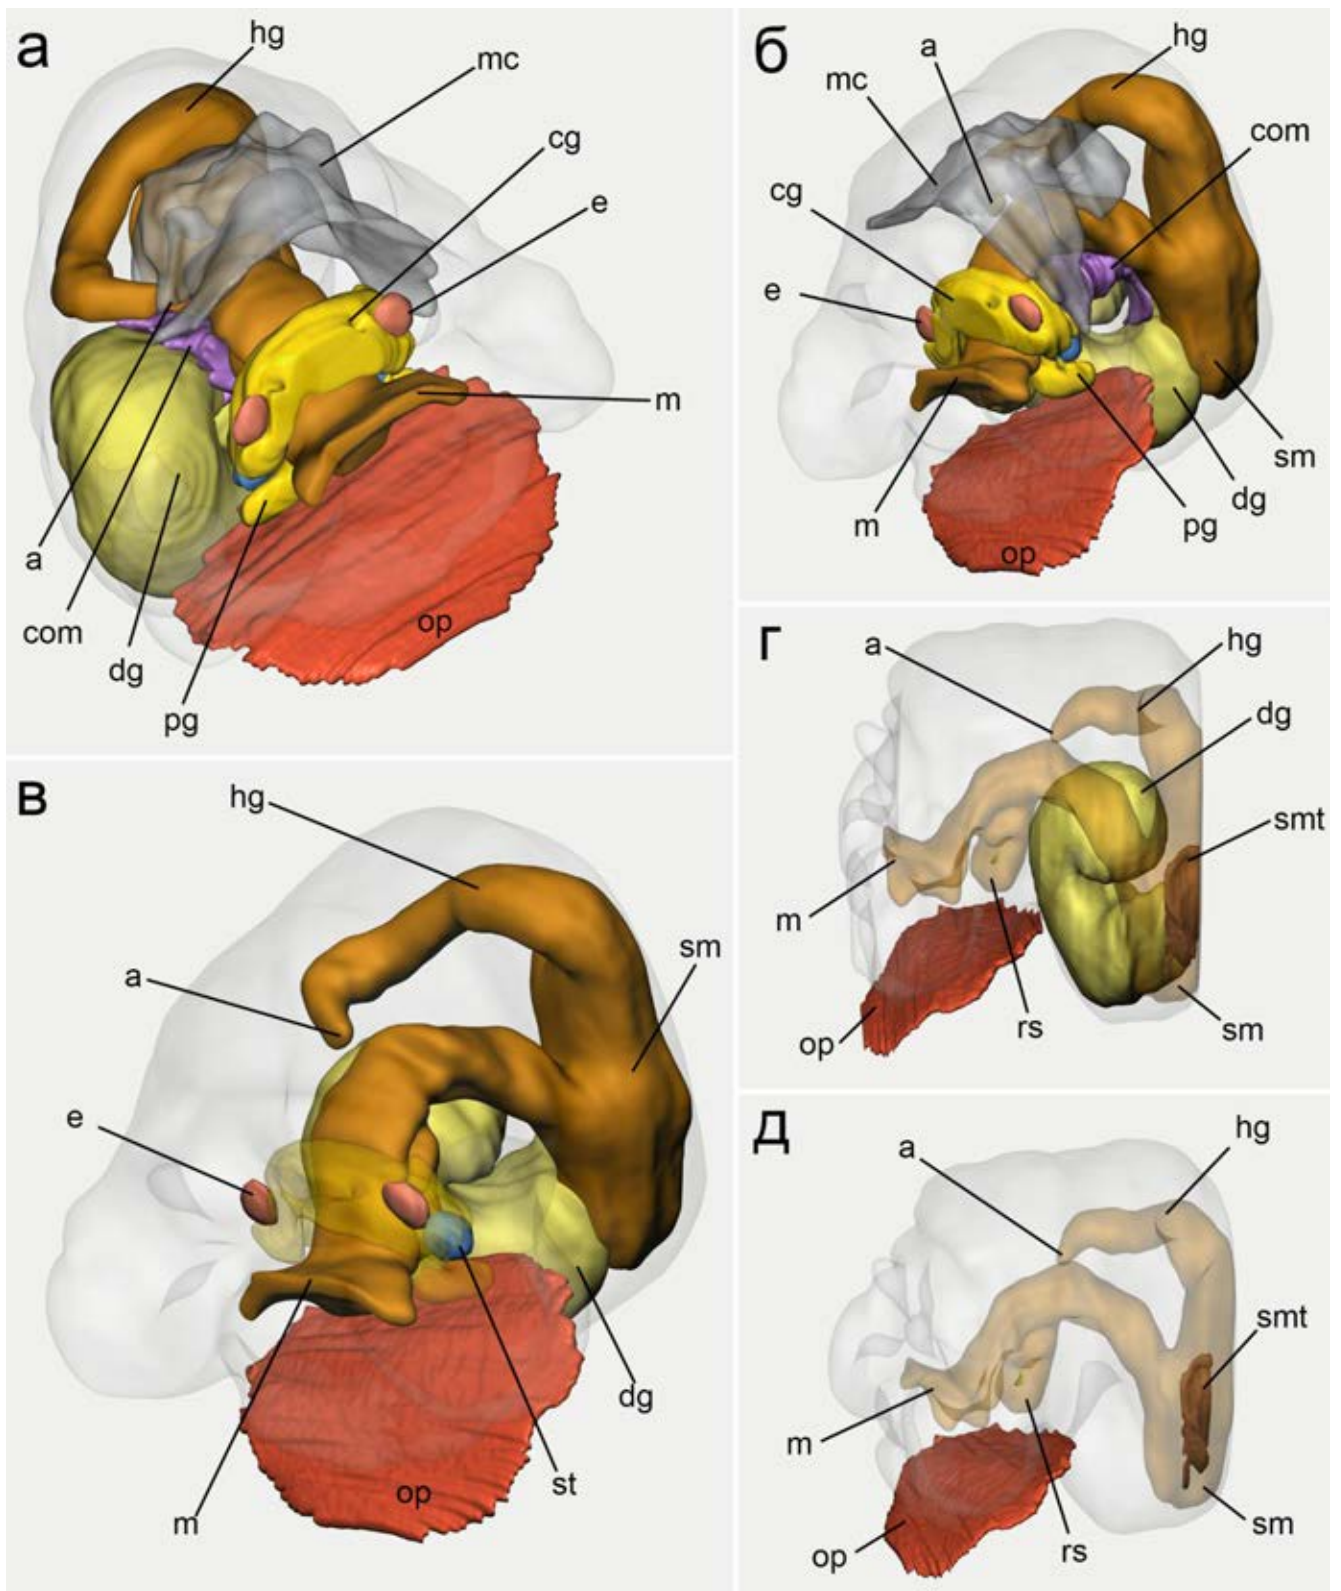 а
hg
mc
cg
e
m
a
com
dg
pg
op
б
a
hg
mc
com
cg
e
sm
dg
pg
m
op
в
hg
sm
a
e
dg
st
op
m
г
a
hg
dg
smt
m
rs
sm
op
д
a
hg
smt
m
sm
rs
op